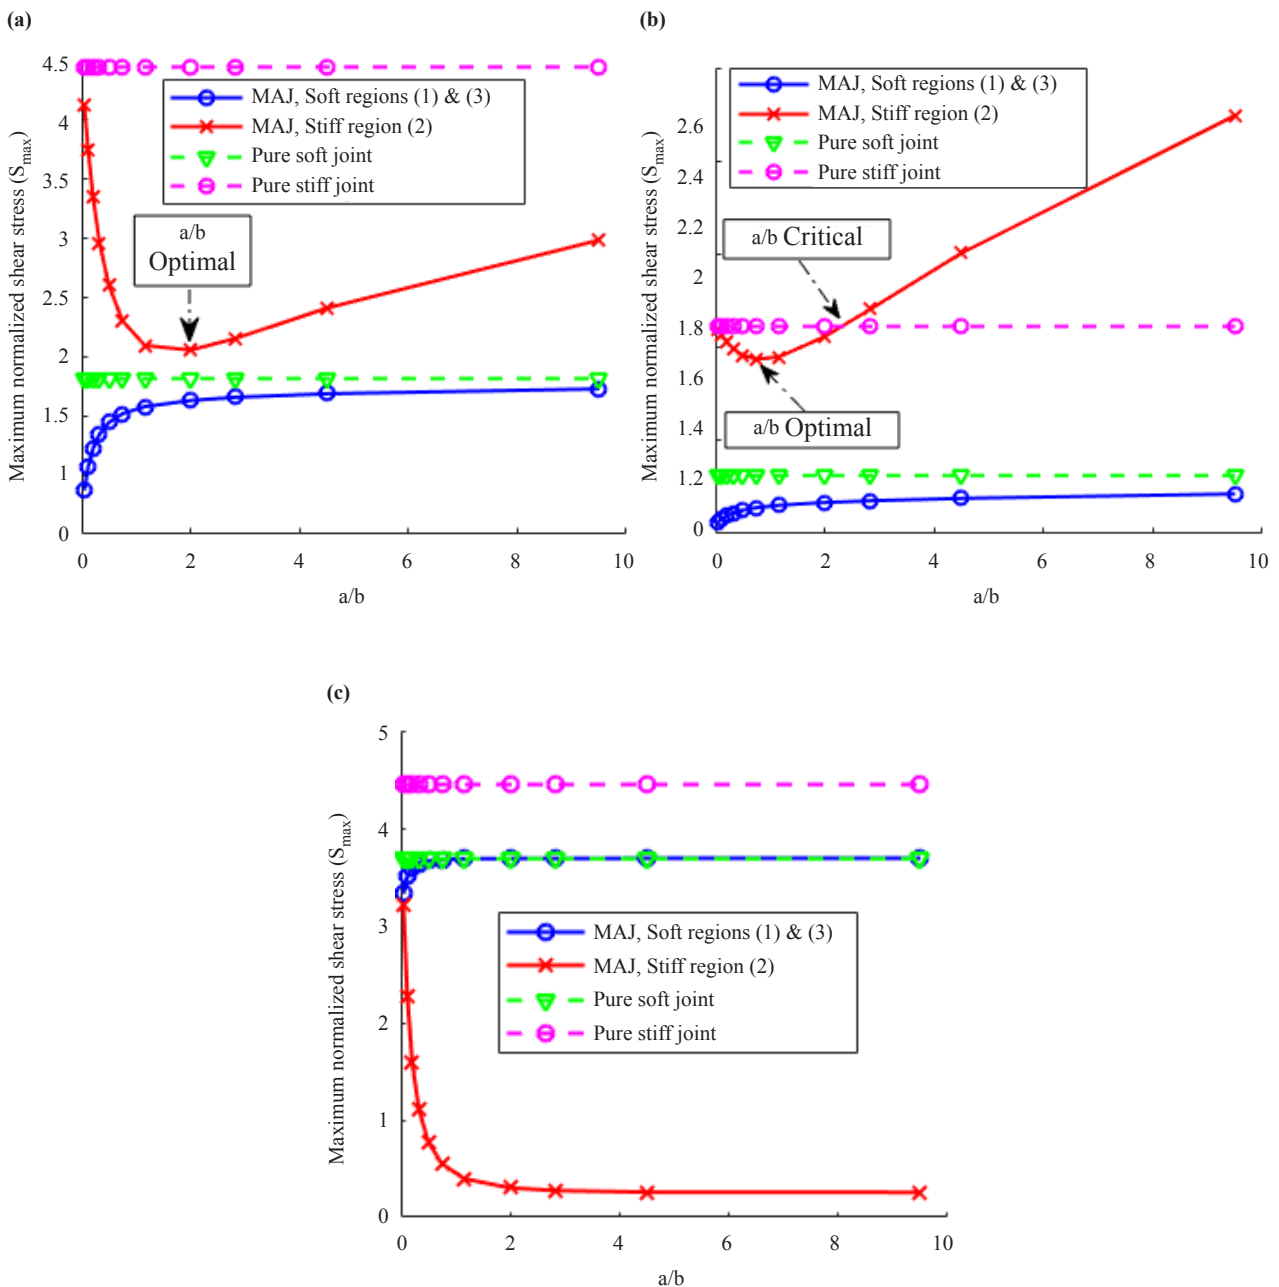 (a)
Maximum normalized shear stress (S_max)
4.5
4
3.5
3
2.5
2
1.5
1
0
0 2 4 6 8 10
a/b
MAJ, Soft regions (1) & (3)
MAJ, Stiff region (2)
Pure soft joint
Pure stiff joint
a/b
Optimal
(b)
Maximum normalized shear stress (S_max)
2.6
2.4
2.2
2
1.8
1.6
1.4
1.2
0
0 2 4 6 8 10
a/b
MAJ, Soft regions (1) & (3)
MAJ, Stiff region (2)
Pure soft joint
Pure stiff joint
a/b Critical
a/b Optimal
(c)
Maximum normalized shear stress (S_max)
5
4
3
2
1
0
0 2 4 6 8 10
a/b
MAJ, Soft regions (1) & (3)
MAJ, Stiff region (2)
Pure soft joint
Pure stiff joint